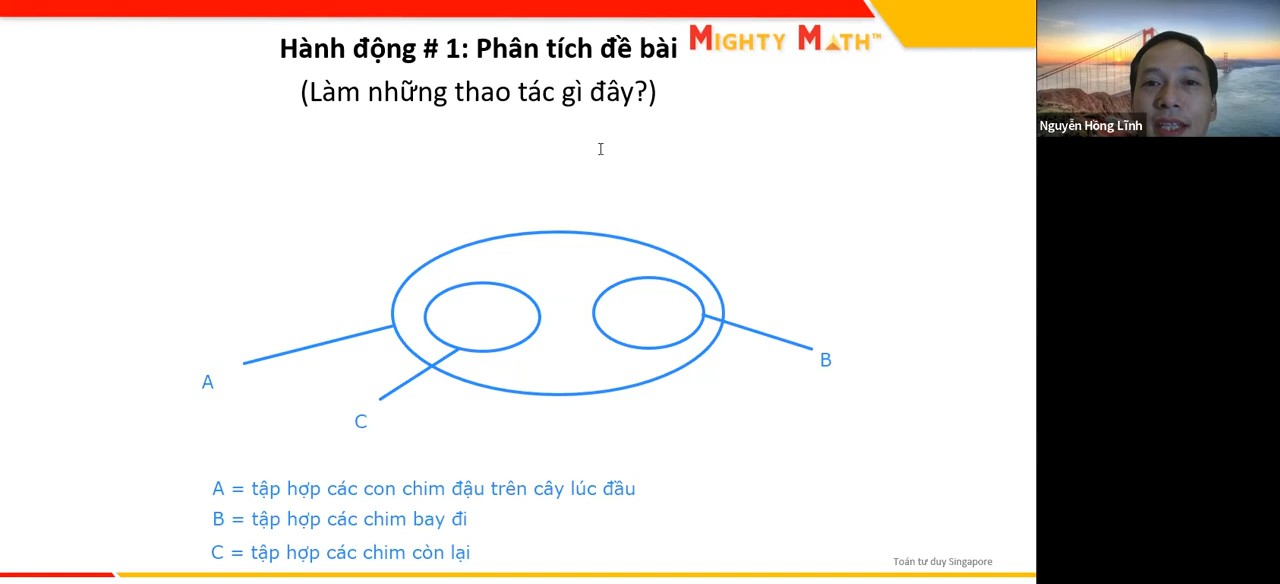 Hành động # 1: Phân tích đề bài
MIGHTY MATH™
(Làm những thao tác gì đây?)
Nguyễn Hồng Lĩnh
A
B
C
A = tập hợp các con chim đậu trên cây lúc đầu
B = tập hợp các chim bay đi
C = tập hợp các chim còn lại
Toán tư duy Singapore